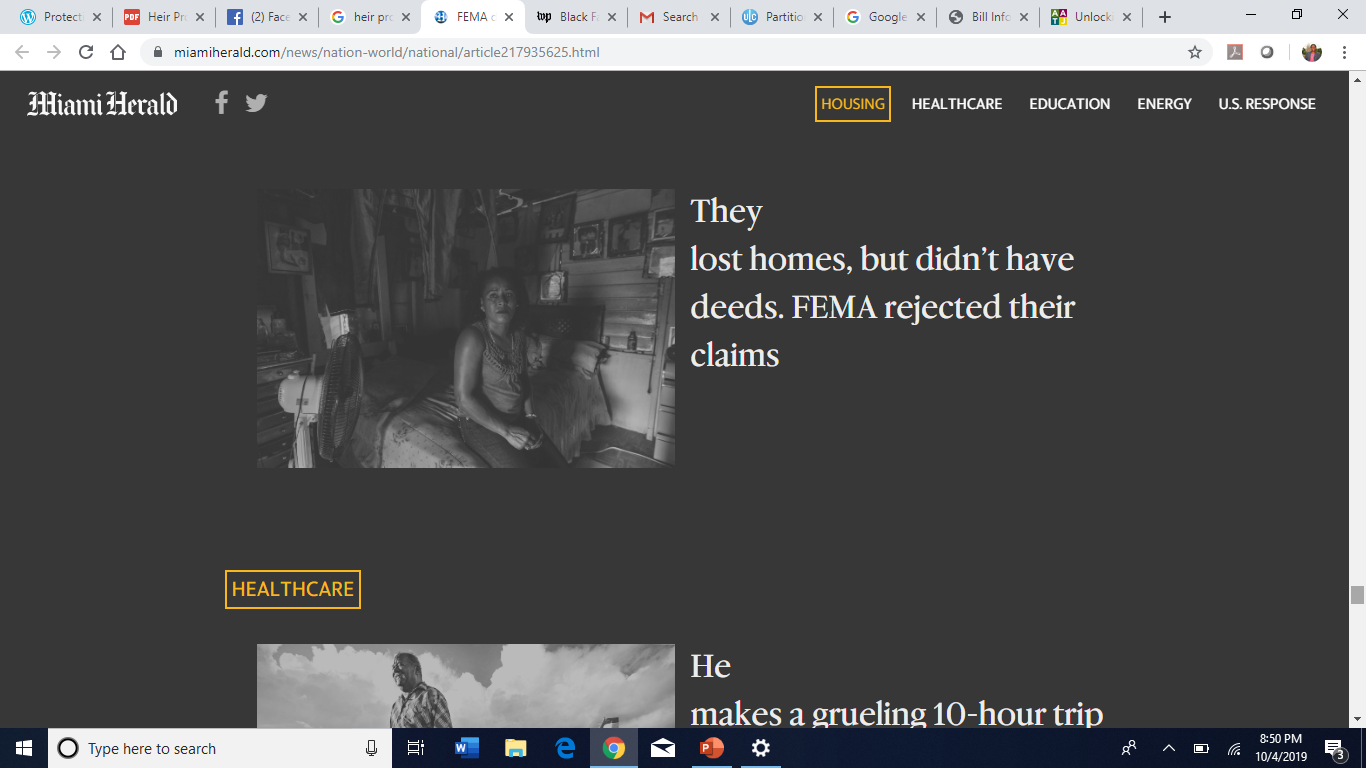 Protect
Heir Pr
(2) Face
heir pro
FEMA c
Black F
Search
Partitio
Google
Bill Info
Unlocki
miamiherald.com/news/nation-world/national/article217935625.html
Miami Herald
HOUSING
HEALTHCARE
EDUCATION
ENERGY
U.S. RESPONSE
They
lost homes, but didn’t have
deeds. FEMA rejected their
claims
HEALTHCARE
He
makes a grueling 10-hour trip
Type here to search
8:50 PM
10/4/2019
3